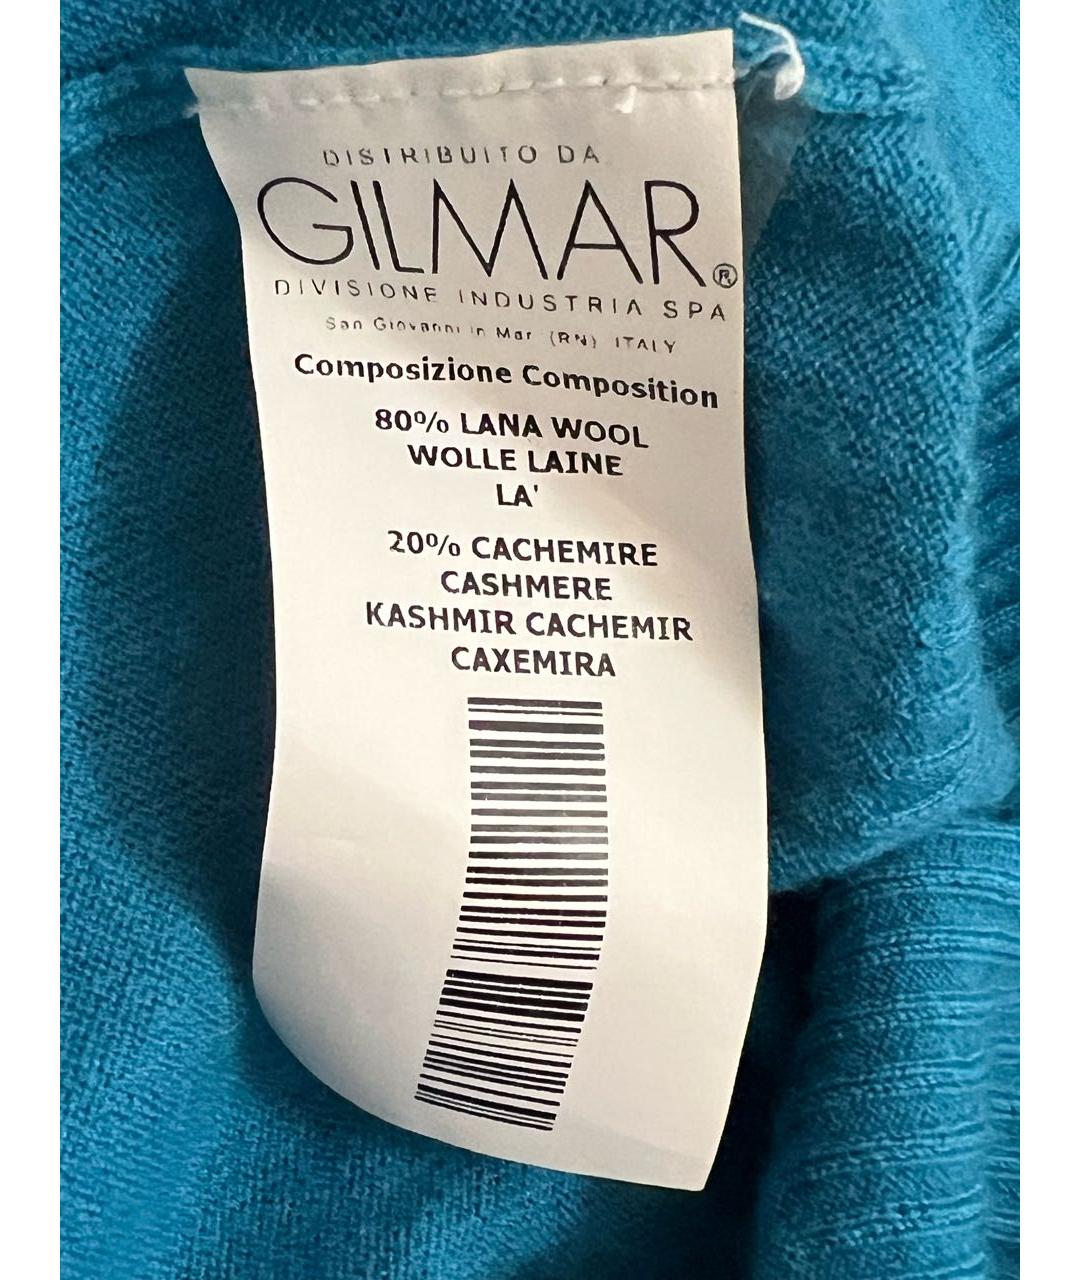 DISTRIBUITO DA
GILMAR®
DIVISIONE INDUSTRIA SPA
San Giovanni in Mar (RN) ITALY
Composizione Composition
80% LANA WOOL
WOLLE LAINE
LA'
20% CACHEMIRE
CASHMERE
KASHMIR CACHEMIR
CAXEMIRA